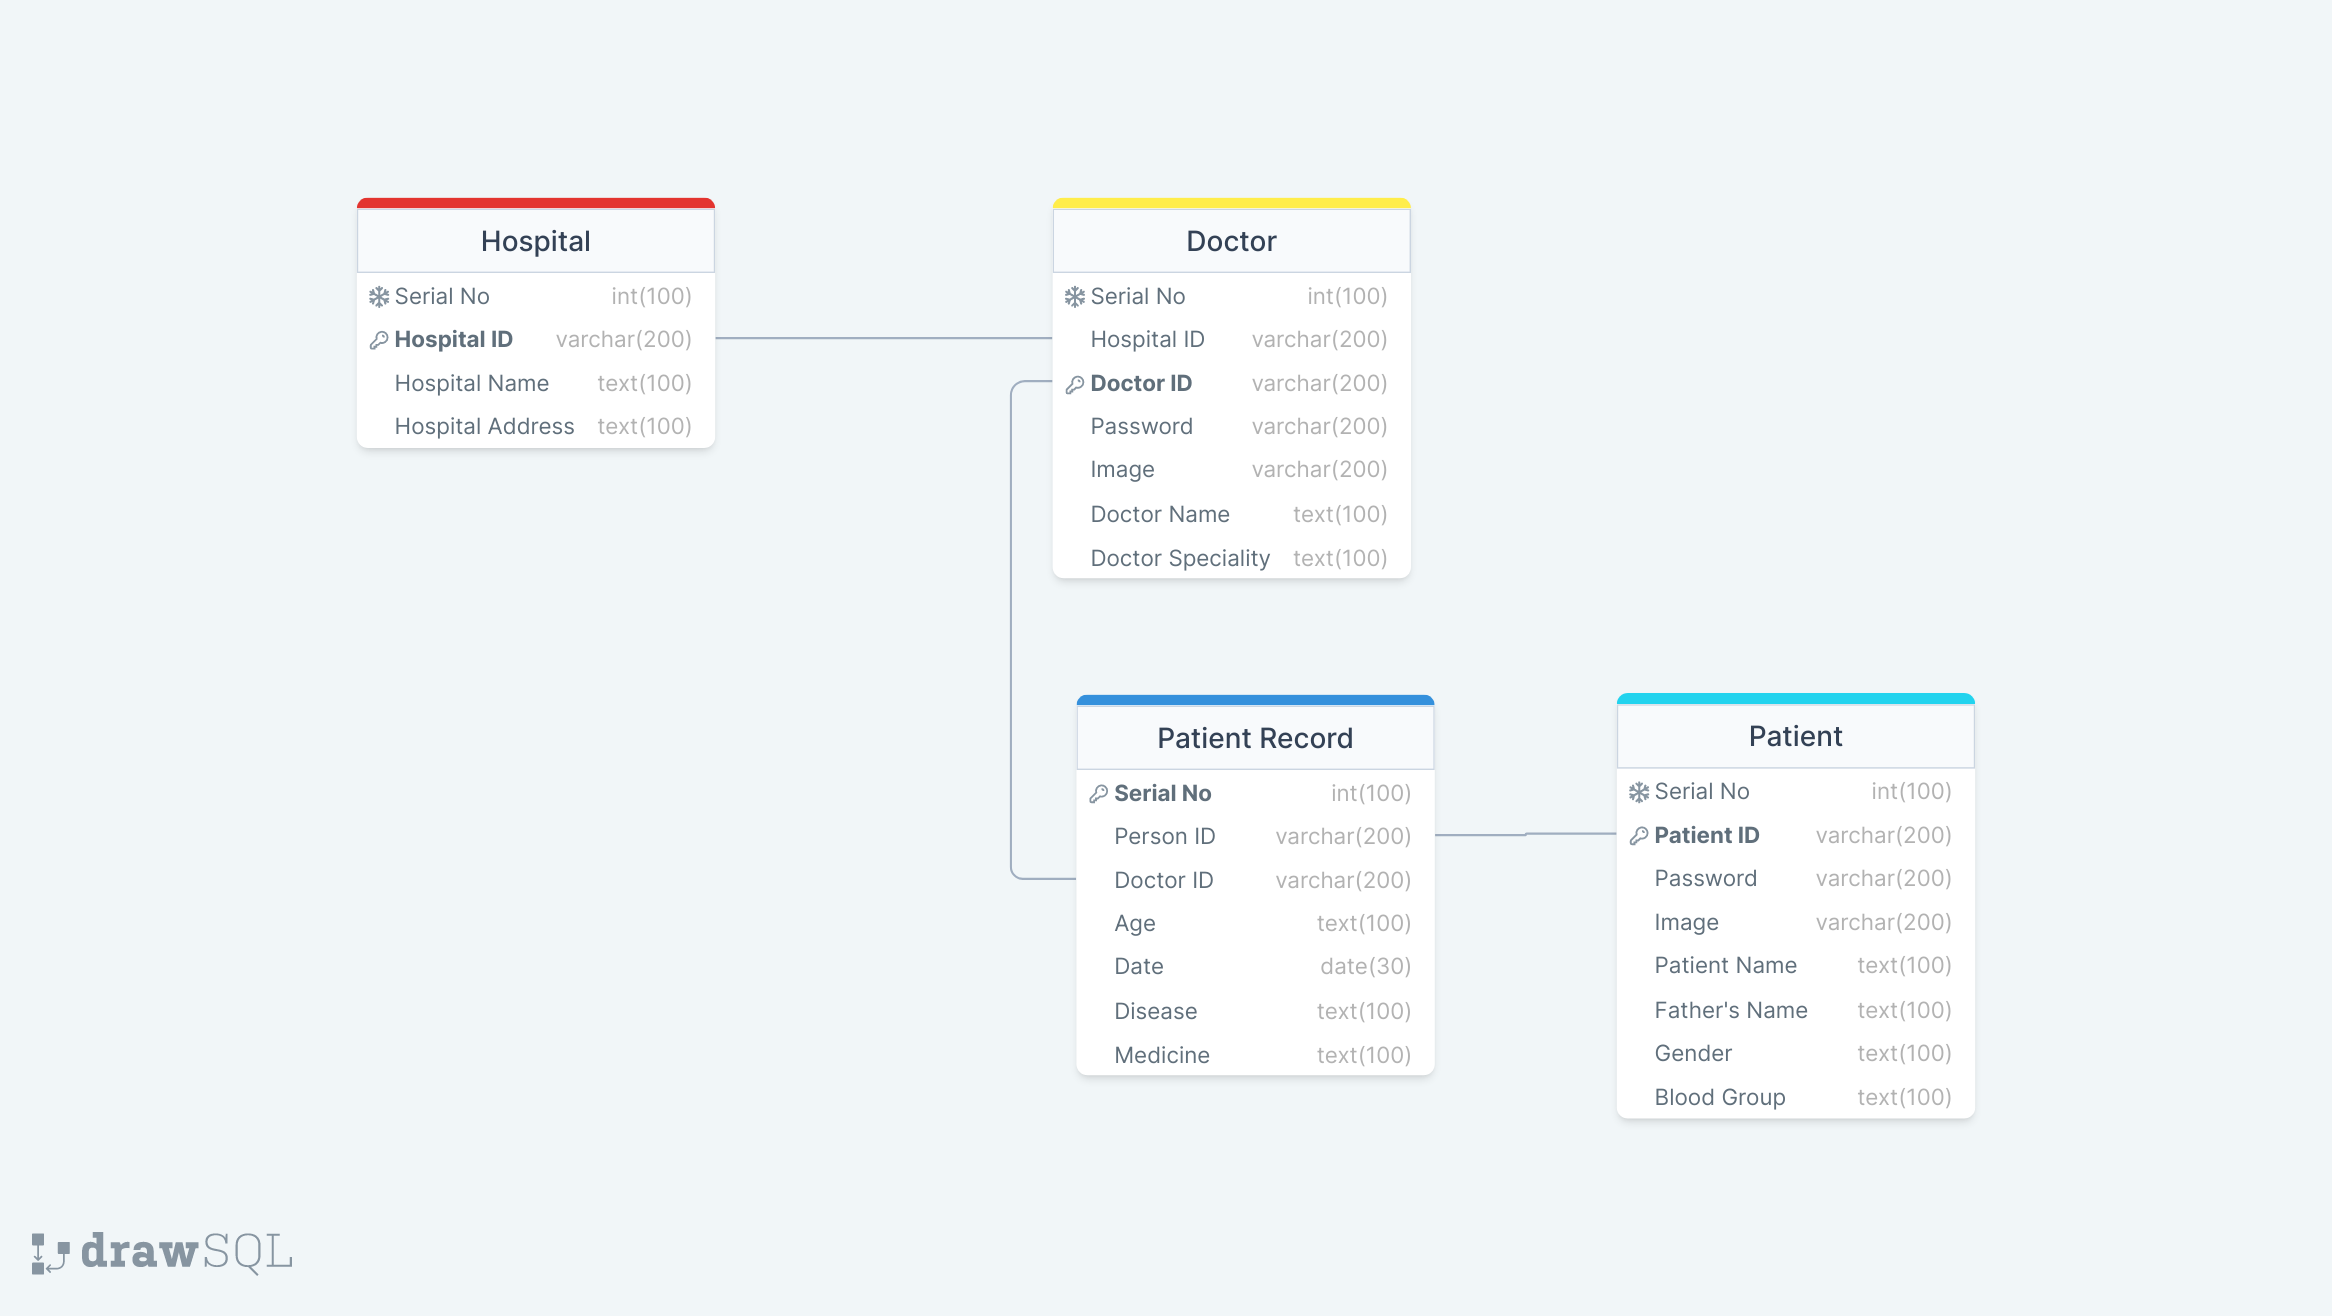 Hospital
Serial No int(100)
Hospital ID varchar(200)
Hospital Name text(100)
Hospital Address text(100)
Doctor
Serial No int(100)
Hospital ID varchar(200)
Doctor ID varchar(200)
Password varchar(200)
Image varchar(200)
Doctor Name text(100)
Doctor Speciality text(100)
Patient Record
Serial No int(100)
Person ID varchar(200)
Doctor ID varchar(200)
Age text(100)
Date date(30)
Disease text(100)
Medicine text(100)
Patient
Serial No int(100)
Patient ID varchar(200)
Password varchar(200)
Image varchar(200)
Patient Name text(100)
Father's Name text(100)
Gender text(100)
Blood Group text(100)
drawSQL